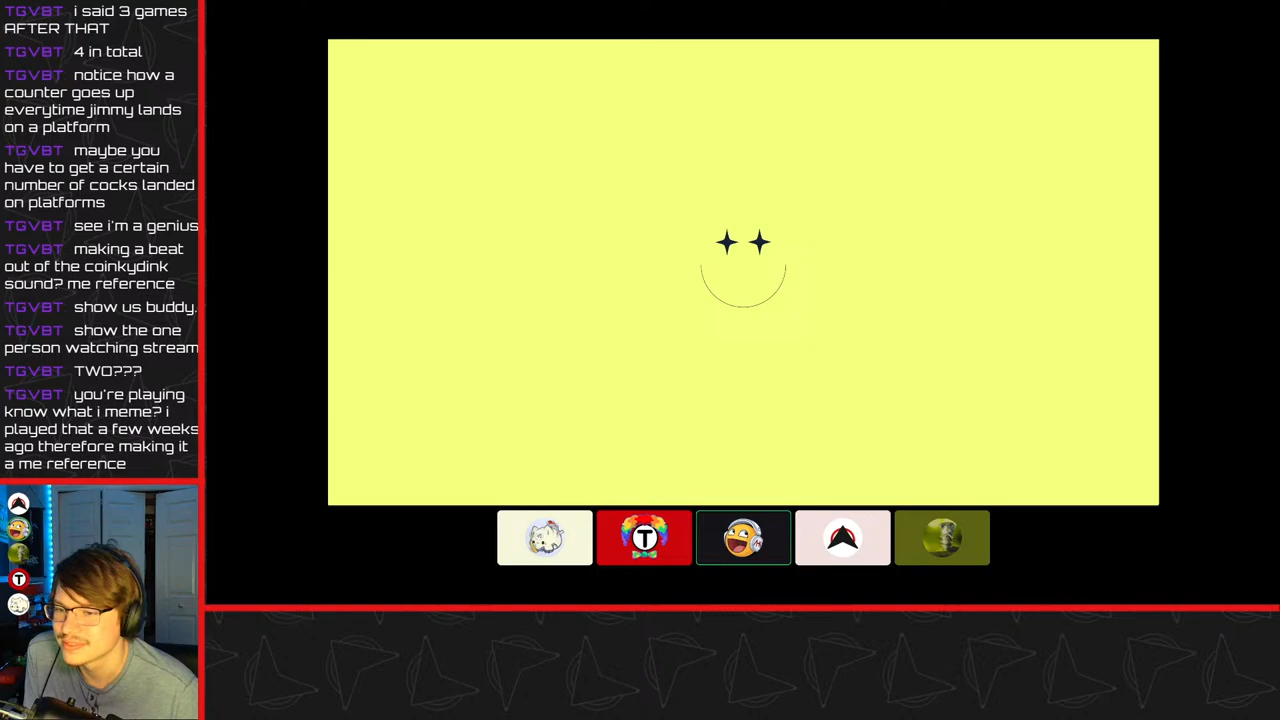 TGVBT i said 3 games
AFTER THAT
TGVBT 4 in total
TGVBT notice how a
counter goes up
everytime jimmy lands
on a platform
TGVBT maybe you
have to get a certain
number of cocks landed
on platforms
TGVBT see i'm a genius
TGVBT making a beat
out of the coinkydink
sound? me reference
TGVBT show us buddy.
TGVBT show the one
person watching stream
TGVBT TWO???
TGVBT you're playing
know what i meme? i
played that a few weeks
ago therefore making it
a me reference
T
T